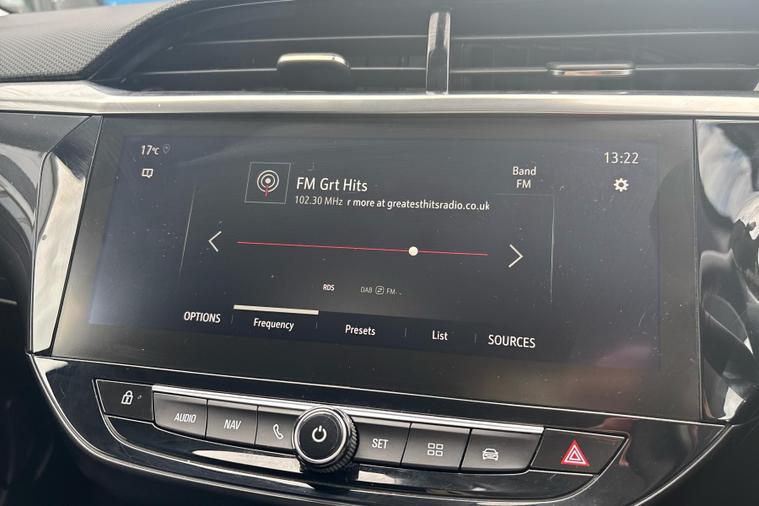 17°C
13:22
FM Grt Hits
102.30 MHz r more at greatesthitsradio.co.uk
Band
FM
RDS
DAB FM
OPTIONS
Frequency
Presets
List
SOURCES
AUDIO
NAV
SET